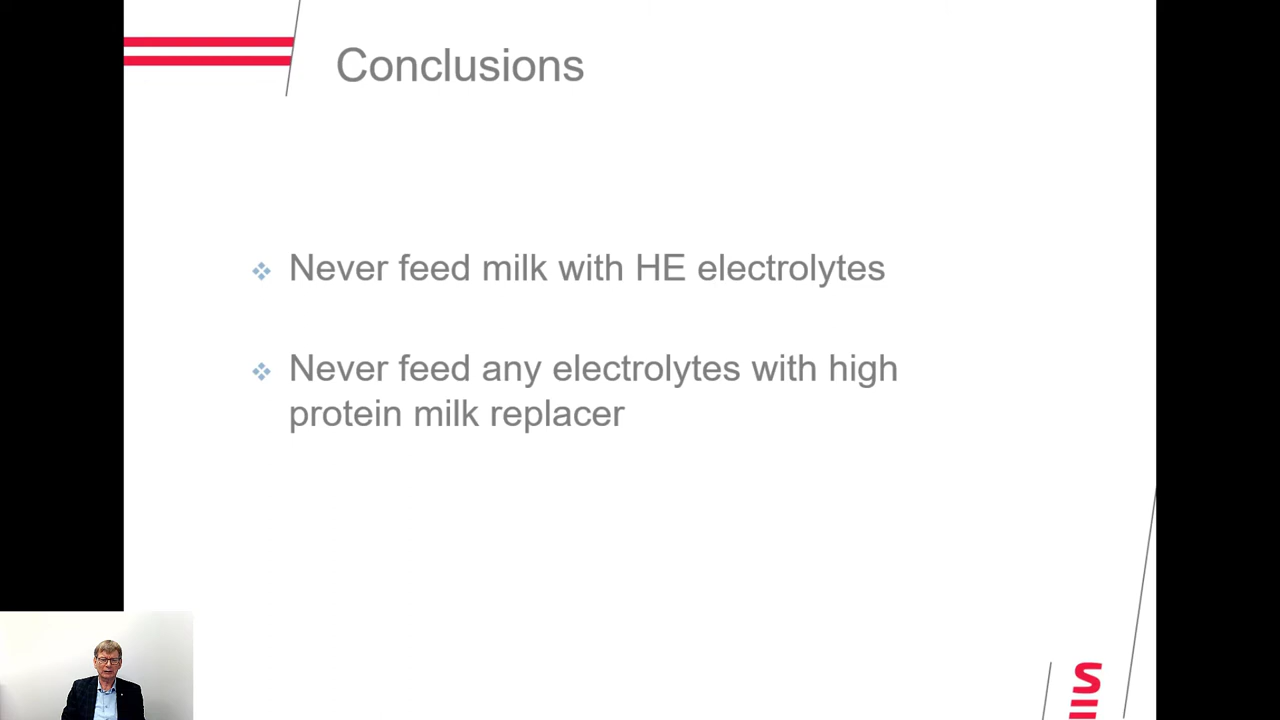 Conclusions
Never feed milk with HE electrolytes
Never feed any electrolytes with high
protein milk replacer